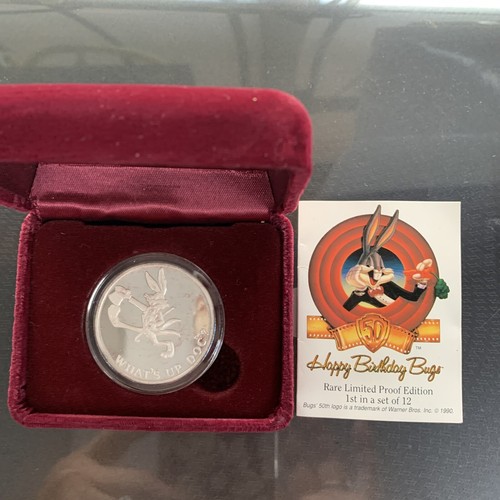 WHAT'S UP DOC?
50
TM
Happy Birthday Bugs
Rare Limited Proof Edition
1st in a set of 12
Bugs' 50th logo is a trademark of Warner Bros. Inc. © 1990